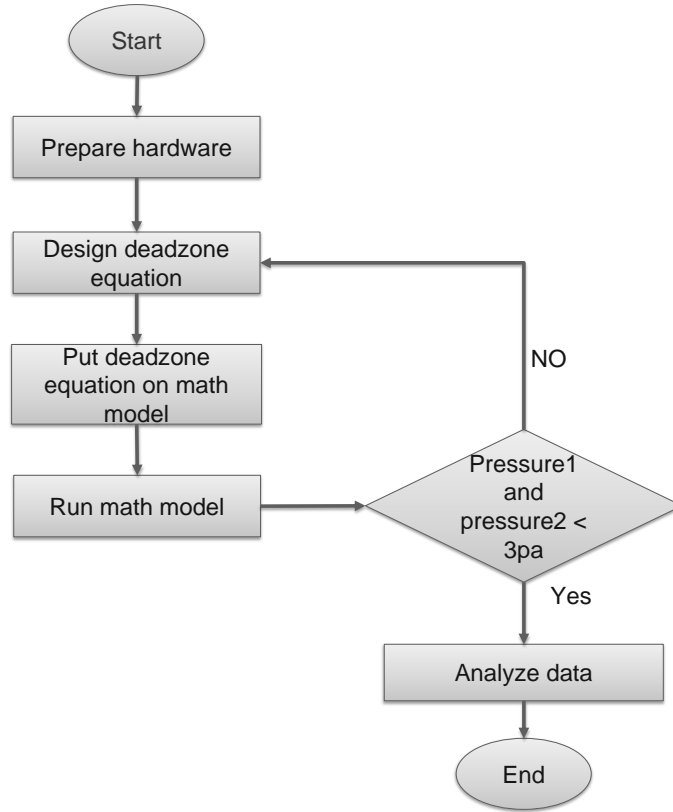 Start
Prepare hardware
Design deadzone
equation
Put deadzone
equation on math
model
Run math model
Pressure1
and
pressure2 <
3pa
NO
Yes
Analyze data
End